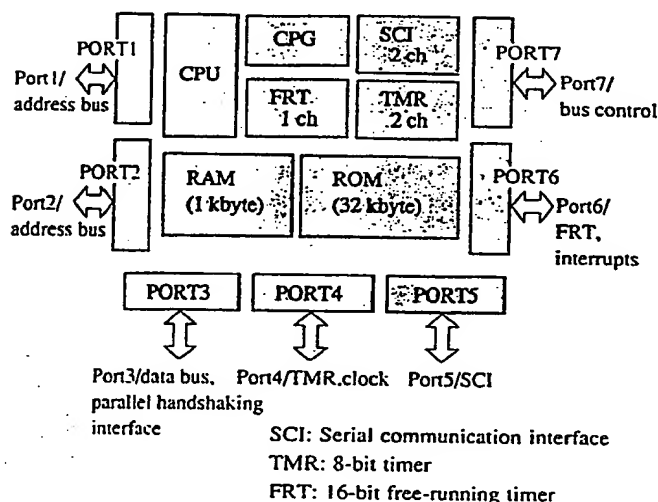 PORT1
Port1/
address bus
CPU
CPG
SCI
2 ch
FRT
1 ch
TMR
2 ch
PORT7
Port7/
bus control
PORT2
Port2/
address bus
RAM
(1 kbyte)
ROM
(32 kbyte)
PORT6
Port6/
FRT,
interrupts
PORT3
PORT4
PORT5
Port3/data bus,
parallel handshaking
interface
Port4/TMR,clock
Port5/SCI
SCI: Serial communication interface
TMR: 8-bit timer
FRT: 16-bit free-running timer